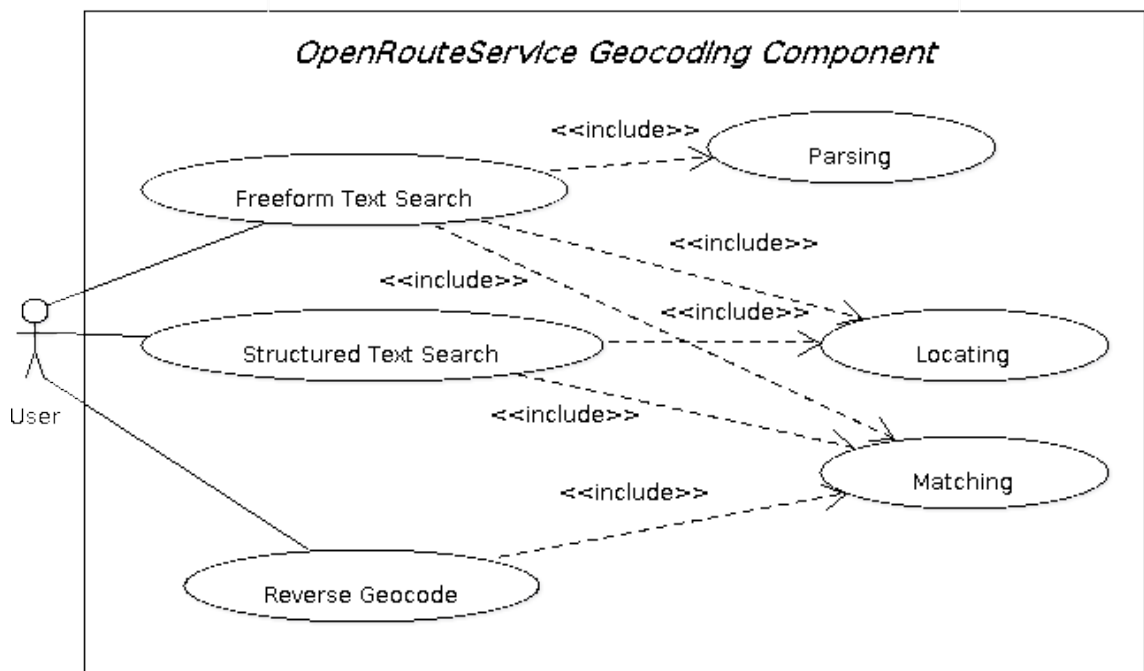 OpenRouteService Geocoding Component
<<include>>
Parsing
Freeform Text Search
<<include>>
<<include>>
<<include>>
Structured Text Search
Locating
User
<<include>>
Matching
<<include>>
Reverse Geocode